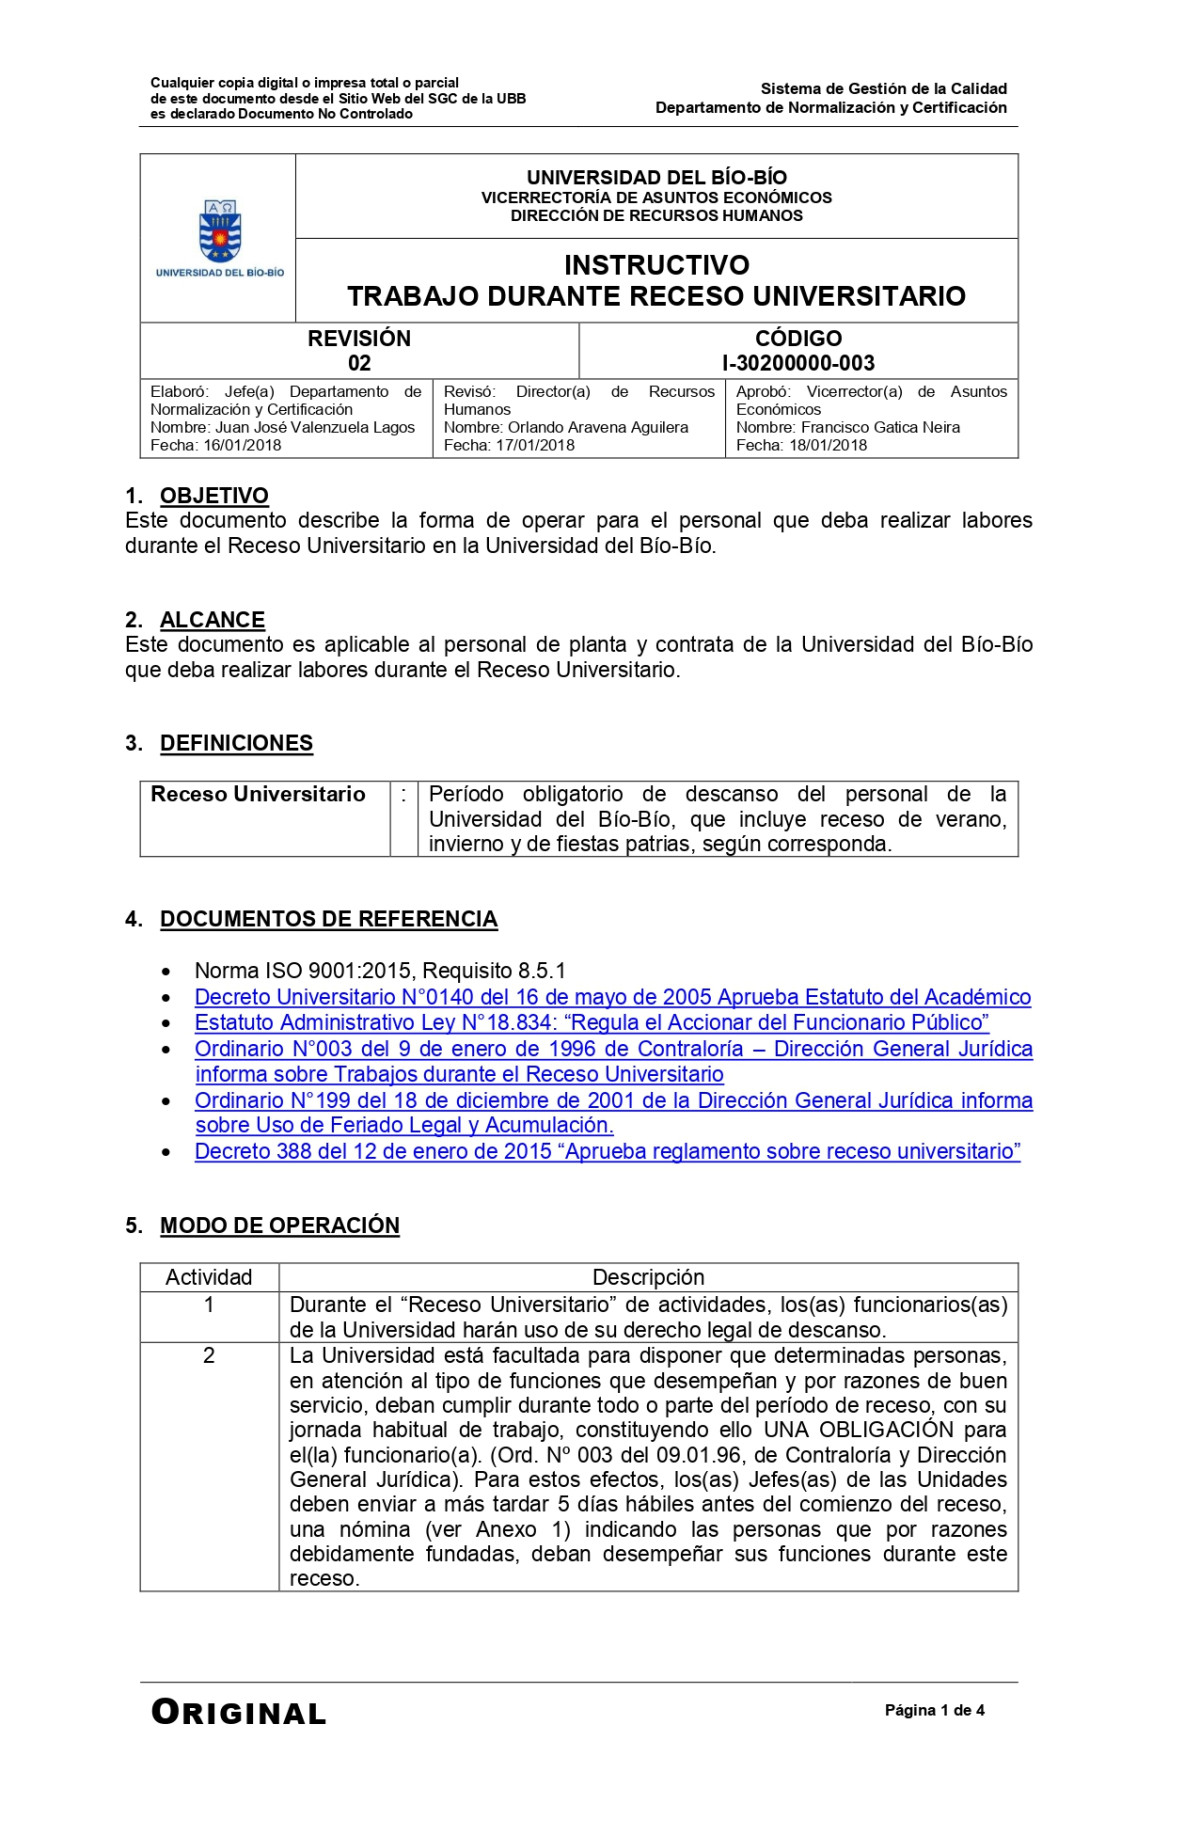 Cualquier copia digital o impresa total o parcial
de este documento desde el Sitio Web del SGC de la UBB
es declarado Documento No Controlado
Sistema de Gestión de la Calidad
Departamento de Normalización y Certificación
ΑΩ
UNIVERSIDAD DEL BÍO-BÍO
UNIVERSIDAD DEL BÍO-BÍO
VICERRECTORÍA DE ASUNTOS ECONÓMICOS
DIRECCIÓN DE RECURSOS HUMANOS
INSTRUCTIVO
TRABAJO DURANTE RECESO UNIVERSITARIO
REVISIÓN
02
CÓDIGO
I-30200000-003
Elaboró: Jefe(a) Departamento de
Normalización y Certificación
Nombre: Juan José Valenzuela Lagos
Fecha: 16/01/2018
Revisó: Director(a) de Recursos
Humanos
Nombre: Orlando Aravena Aguilera
Fecha: 17/01/2018
Aprobó: Vicerrector(a) de Asuntos
Económicos
Nombre: Francisco Gatica Neira
Fecha: 18/01/2018
1. OBJETIVO
Este documento describe la forma de operar para el personal que deba realizar labores
durante el Receso Universitario en la Universidad del Bío-Bío.
2. ALCANCE
Este documento es aplicable al personal de planta y contrata de la Universidad del Bío-Bío
que deba realizar labores durante el Receso Universitario.
3. DEFINICIONES
Receso Universitario : Período obligatorio de descanso del personal de la
Universidad del Bío-Bío, que incluye receso de verano,
invierno y de fiestas patrias, según corresponda.
4. DOCUMENTOS DE REFERENCIA
• Norma ISO 9001:2015, Requisito 8.5.1
• Decreto Universitario N°0140 del 16 de mayo de 2005 Aprueba Estatuto del Académico
• Estatuto Administrativo Ley N°18.834: “Regula el Accionar del Funcionario Público”
• Ordinario N°003 del 9 de enero de 1996 de Contraloría – Dirección General Jurídica
informa sobre Trabajos durante el Receso Universitario
• Ordinario N°199 del 18 de diciembre de 2001 de la Dirección General Jurídica informa
sobre Uso de Feriado Legal y Acumulación.
• Decreto 388 del 12 de enero de 2015 “Aprueba reglamento sobre receso universitario”
5. MODO DE OPERACIÓN
Actividad Descripción
1 Durante el “Receso Universitario” de actividades, los(as) funcionarios(as)
de la Universidad harán uso de su derecho legal de descanso.
2 La Universidad está facultada para disponer que determinadas personas,
en atención al tipo de funciones que desempeñan y por razones de buen
servicio, deban cumplir durante todo o parte del período de receso, con su
jornada habitual de trabajo, constituyendo ello UNA OBLIGACIÓN para
el(la) funcionario(a). (Ord. Nº 003 del 09.01.96, de Contraloría y Dirección
General Jurídica). Para estos efectos, los(as) Jefes(as) de las Unidades
deben enviar a más tardar 5 días hábiles antes del comienzo del receso,
una nómina (ver Anexo 1) indicando las personas que por razones
debidamente fundadas, deban desempeñar sus funciones durante este
receso.
ORIGINAL
Página 1 de 4